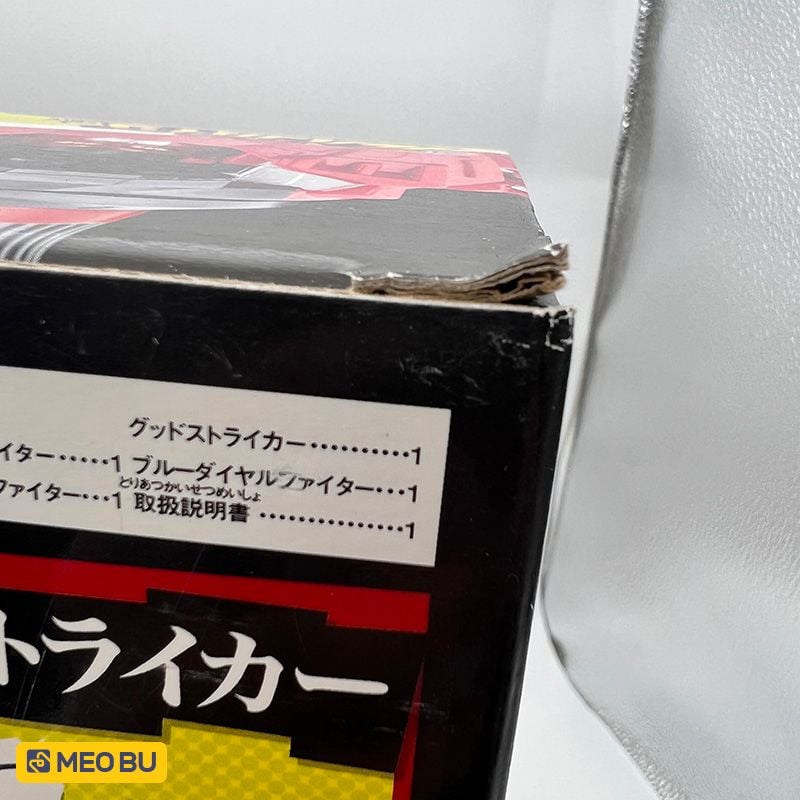 グッドストライカー··········1
イター·····1 ブルーダイヤルファイター···1
とりあつかいせつめいしょ
ファイター···1 取扱説明書 ················1
トライカー
MEO BU